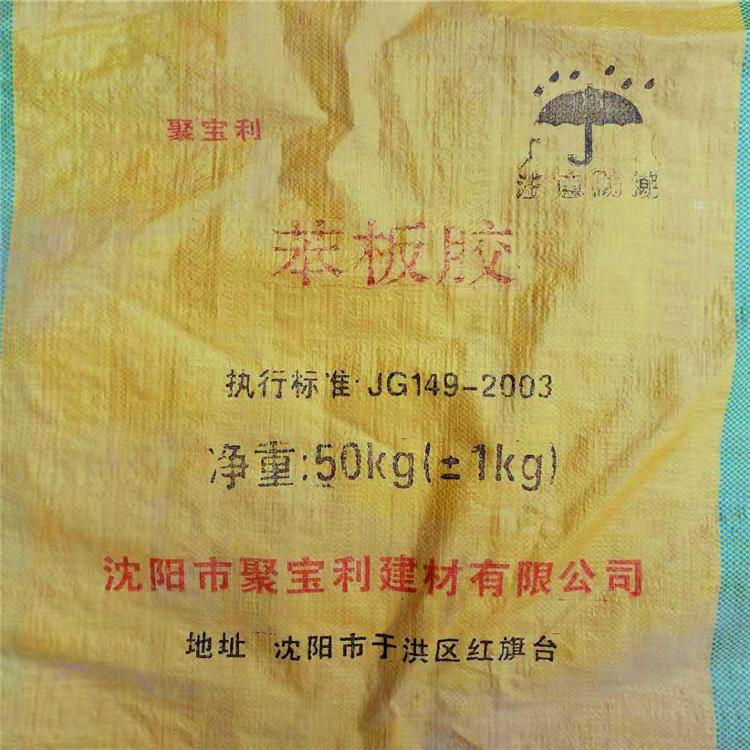 聚宝利
注意防潮
苯板胶
执行标准·JG149-2003
净重:50kg(±1kg)
沈阳市聚宝利建材有限公司
地址 沈阳市于洪区红旗台